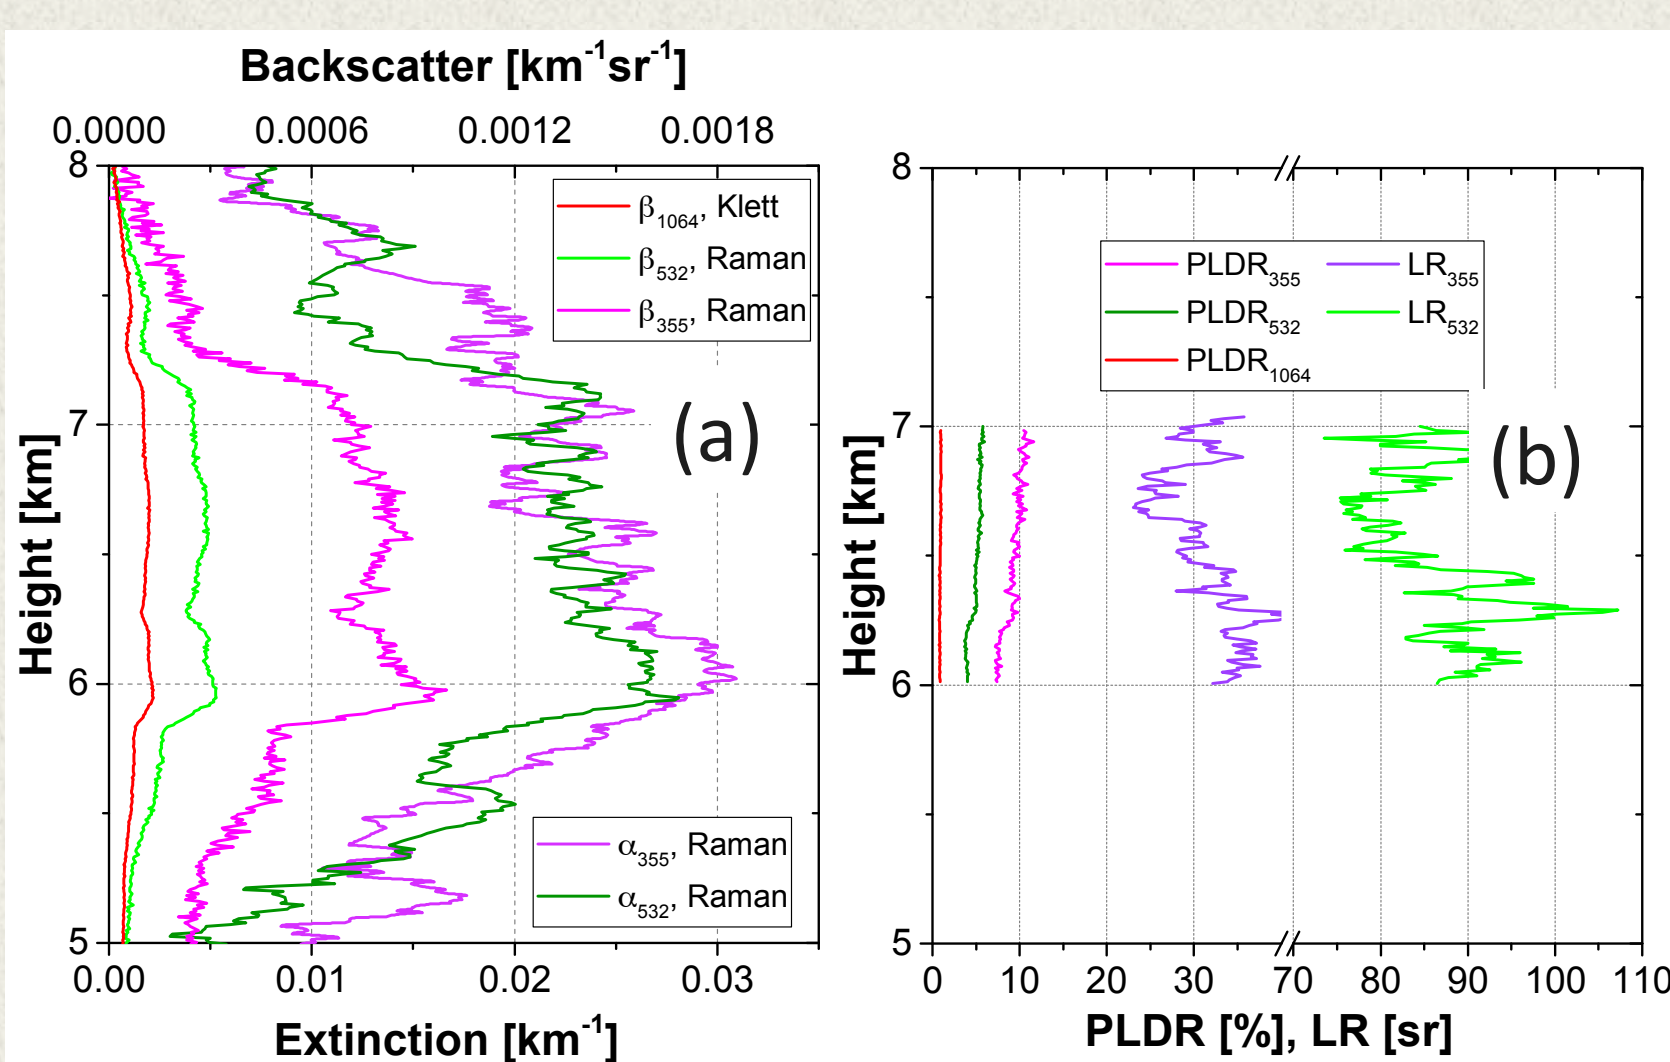 Backscatter [km⁻¹sr⁻¹]
0.0000 0.0006 0.0012 0.0018
8
7
6
5
Height [km]
β₁₀₆₄, Klett
β₅₃₂, Raman
β₃₅₅, Raman
(a)
α₃₅₅, Raman
α₅₃₂, Raman
0.00 0.01 0.02 0.03
Extinction [km⁻¹]
8
7
6
5
Height [km]
PLDR₃₅₅ LR₃₅₅
PLDR₅₃₂ LR₅₃₂
PLDR₁₀₆₄
(b)
0 10 20 30 70 80 90 100 110
PLDR [%], LR [sr]